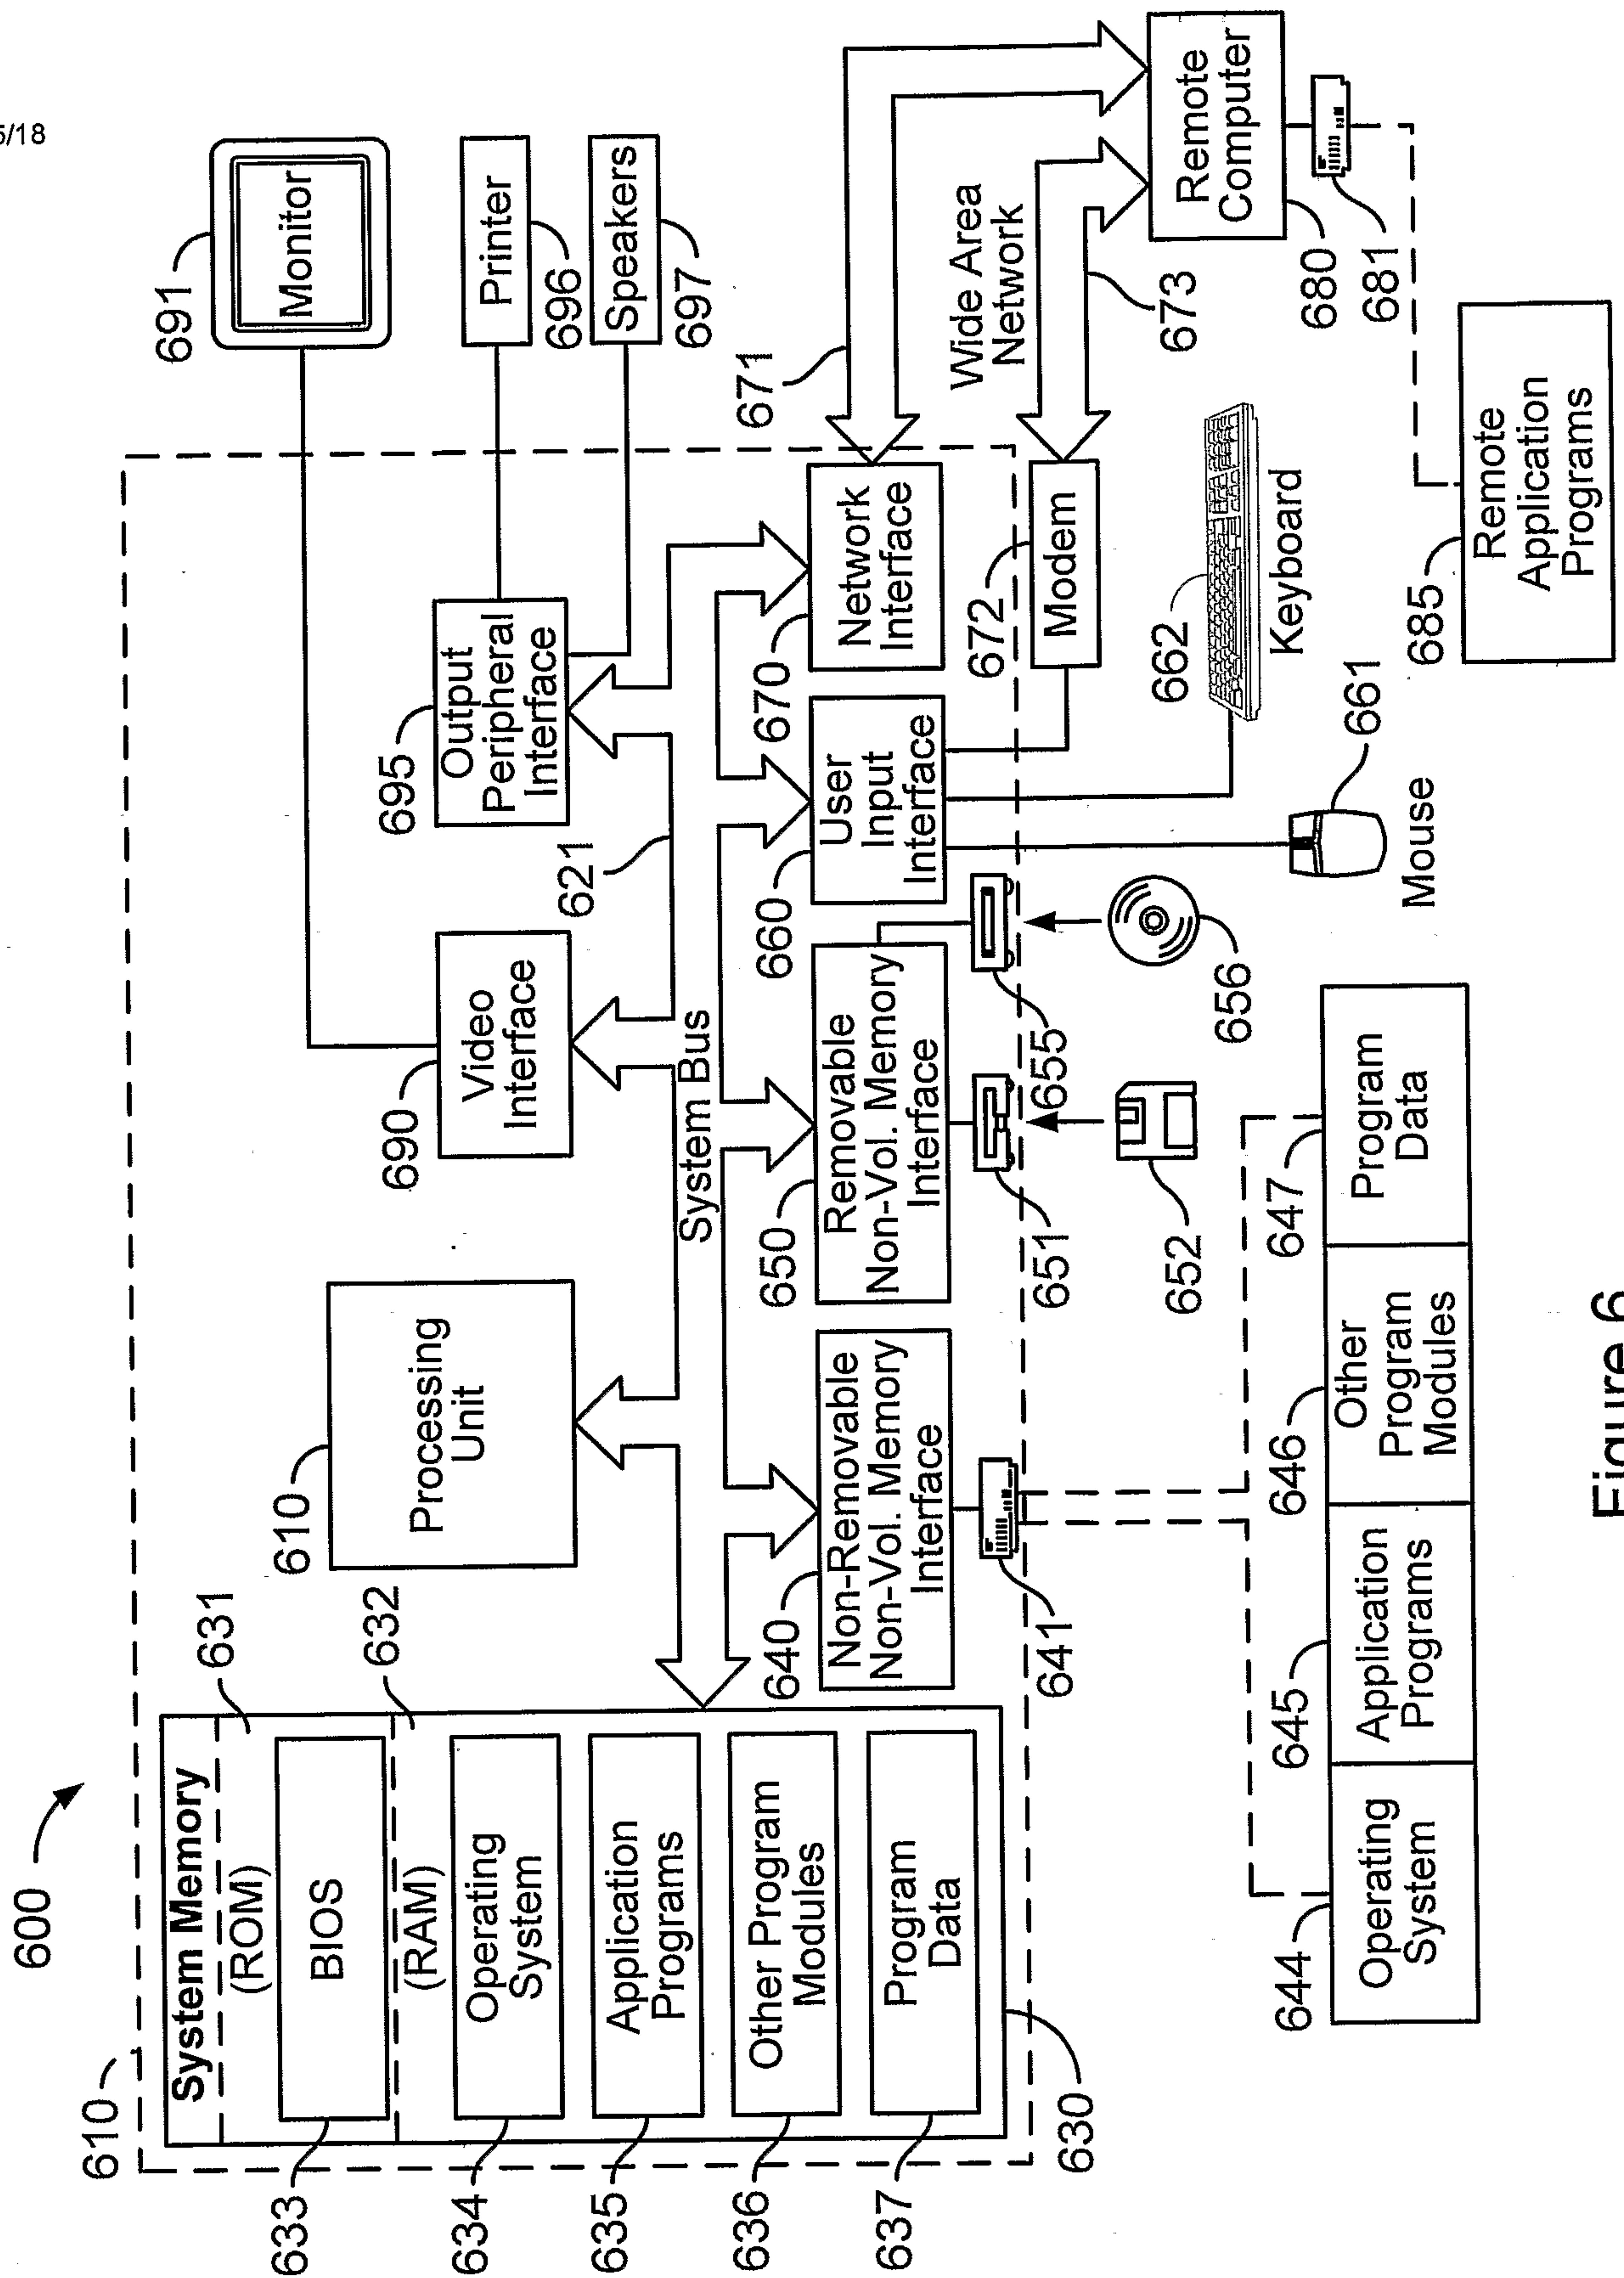 5/18
600
610
System Memory
(ROM)
631
BIOS
633
(RAM)
632
Operating
System
634
Application
Programs
635
Other Program
Modules
636
Program
Data
637
630
610
Processing
Unit
690
Video
Interface
695
Output
Peripheral
Interface
691
Monitor
Printer
696
Speakers
697
621
System Bus
640
Non-Removable
Non-Vol. Memory
Interface
650
Removable
Non-Vol. Memory
Interface
660
User
Input
Interface
670
Network
Interface
671
Wide Area
Network
672
Modem
673
Remote
Computer
680
681
641
651
655
652
656
662
Keyboard
661
Mouse
685
Remote
Application
Programs
644
Operating
System
645
Application
Programs
646
Other
Program
Modules
647
Program
Data
Figure 6